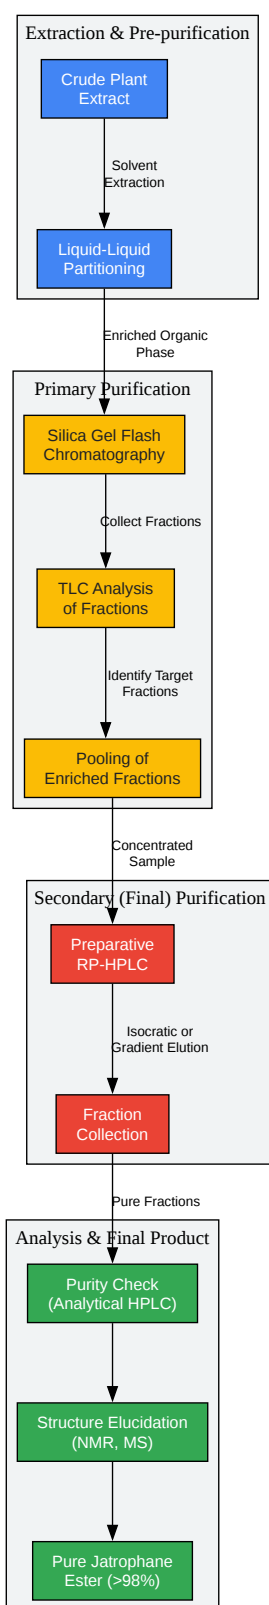 Extraction & Pre-purification
Crude Plant
Extract
Solvent
Extraction
Liquid-Liquid
Partitioning
Enriched Organic
Phase
Primary Purification
Silica Gel Flash
Chromatography
Collect Fractions
TLC Analysis
of Fractions
Identify Target
Fractions
Pooling of
Enriched Fractions
Concentrated
Sample
Secondary (Final) Purification
Preparative
RP-HPLC
Isocratic or
Gradient Elution
Fraction
Collection
Pure Fractions
Analysis & Final Product
Purity Check
(Analytical HPLC)
Structure Elucidation
(NMR, MS)
Pure Jatrophane
Ester (>98%)